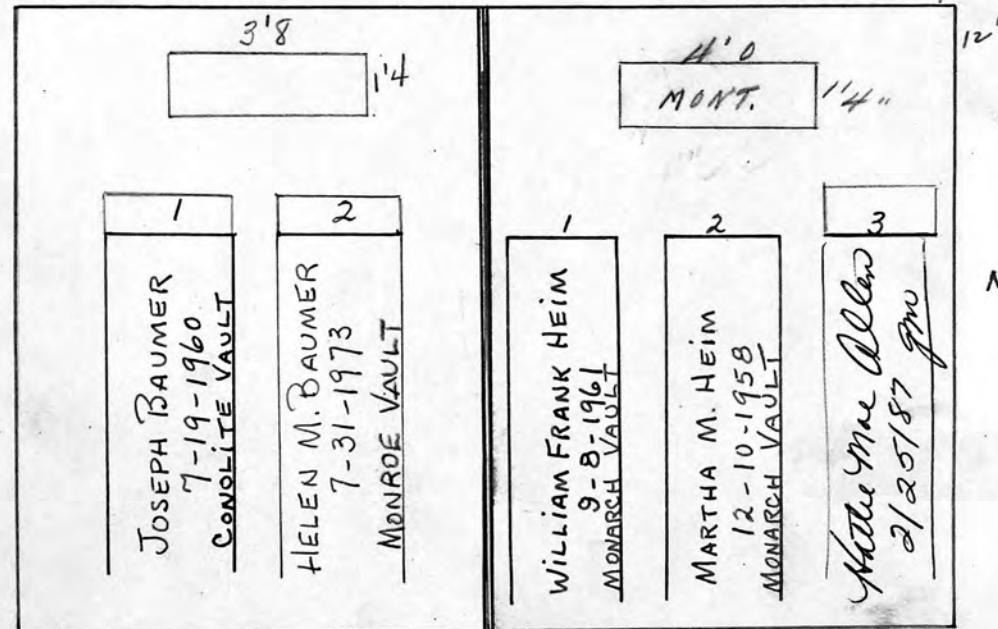 3'8
1'4
1
JOSEPH BAUMER
7-19-1960
CONOLITE VAULT
2
HELEN M. BAUMER
7-31-1973
MONROE VAULT
4'0
MONT.
1'4"
12'
1
WILLIAM FRANK HEIM
9-8-1961
MONARCH VAULT
2
MARTHA M. HEIM
12-10-1958
MONARCH VAULT
3
Hattie Mae Allen
2/25/87